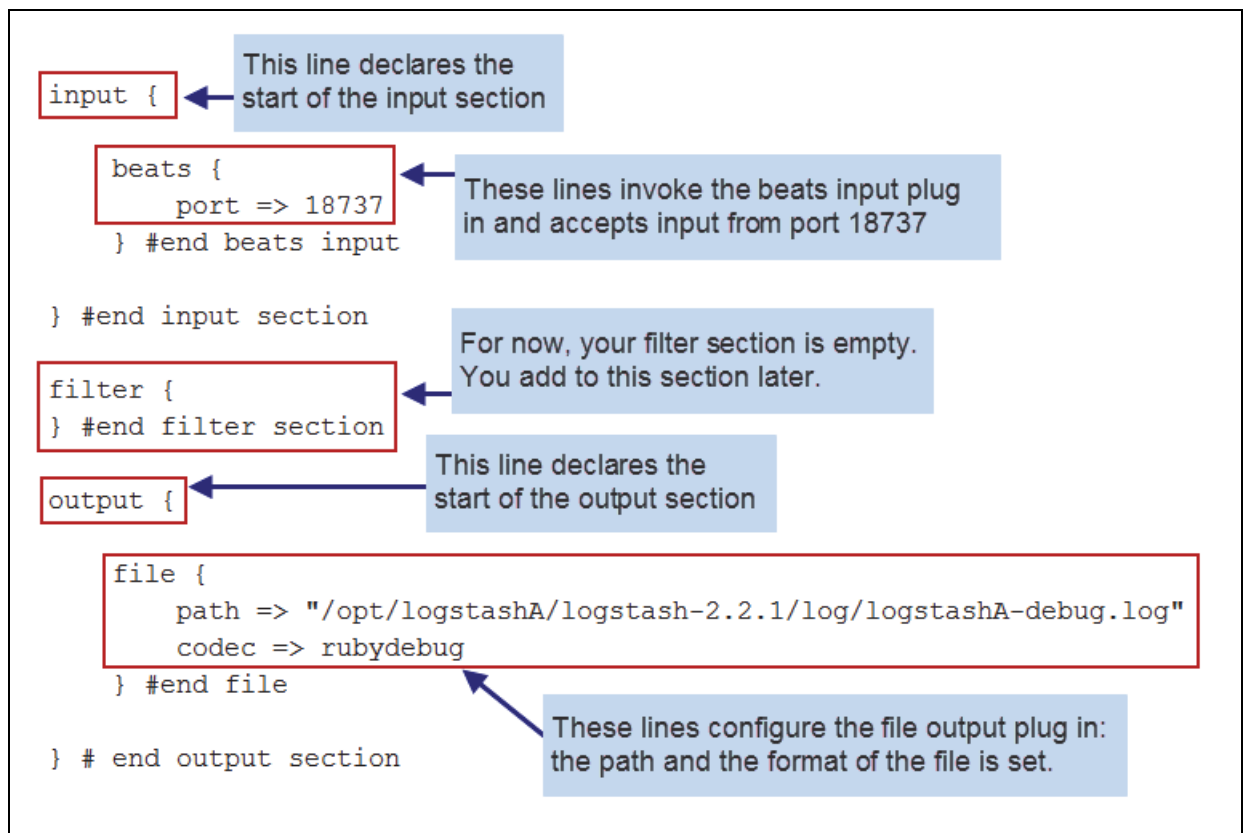 This line declares the
start of the input section
input {
beats {
port => 18737
} #end beats input
These lines invoke the beats input plug
in and accepts input from port 18737
} #end input section
For now, your filter section is empty.
You add to this section later.
filter {
} #end filter section
This line declares the
start of the output section
output {
file {
path => "/opt/logstashA/logstash-2.2.1/log/logstashA-debug.log"
codec => rubydebug
} #end file
These lines configure the file output plug in:
the path and the format of the file is set.
} # end output section